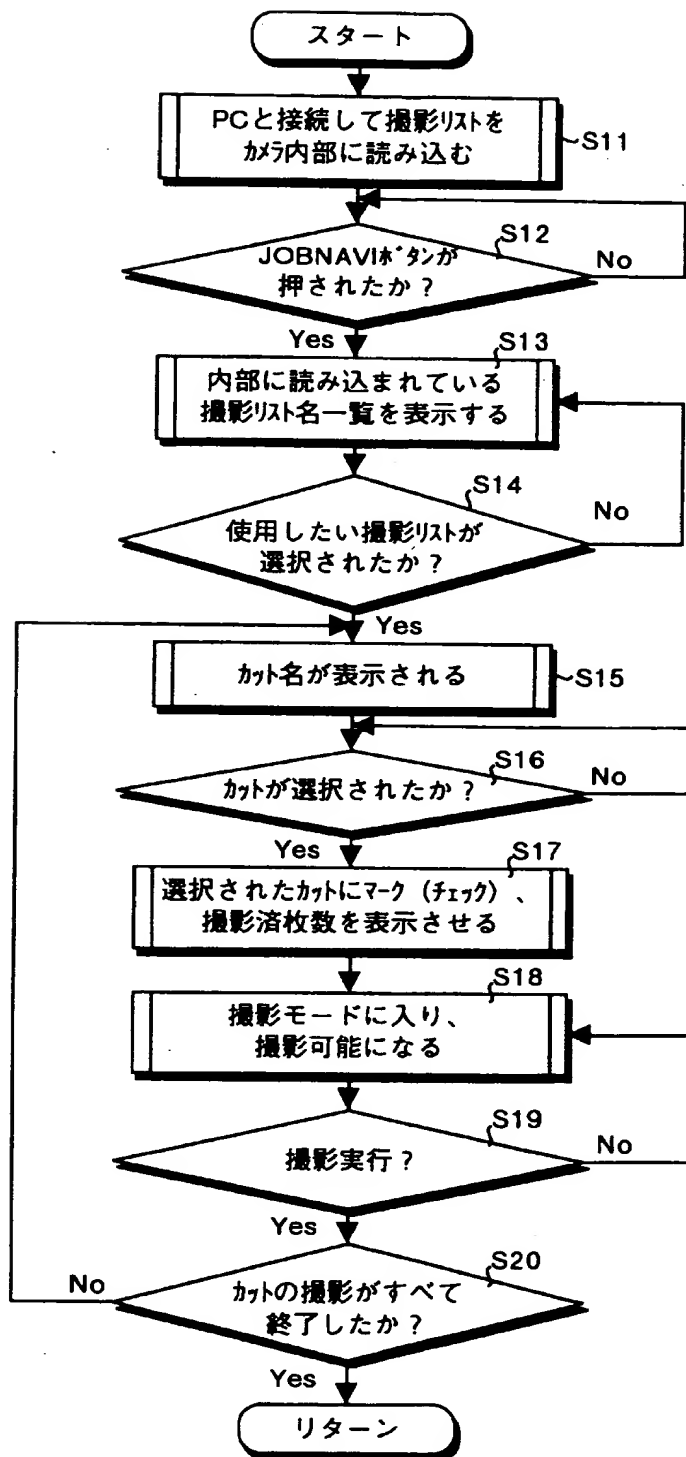 スタート
PCと接続して撮影リストを
カメラ内部に読み込む
S11
S12
JOBNAVIボタンが
押されたか？
No
Yes
S13
内部に読み込まれている
撮影リスト名一覧を表示する
S14
使用したい撮影リストが
選択されたか？
No
Yes
カット名が表示される
S15
S16
カットが選択されたか？
No
Yes
S17
選択されたカットにマーク（チェック）、
撮影済枚数を表示させる
S18
撮影モードに入り、
撮影可能になる
S19
撮影実行？
No
Yes
S20
カットの撮影がすべて
終了したか？
No
Yes
リターン